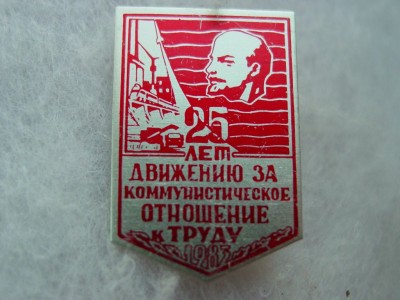 25
ЛЕТ
ДВИЖЕНИЮ ЗА
КОММУНИСТИЧЕСКОЕ
ОТНОШЕНИЕ
К ТРУДУ
1983